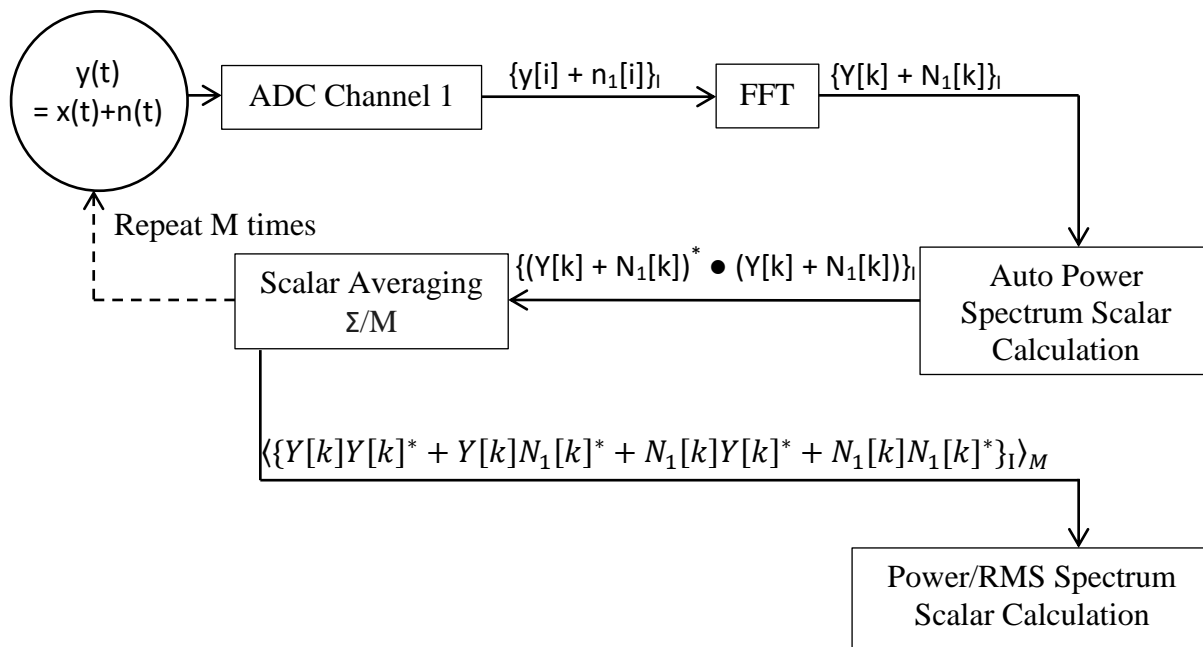 y(t)
= x(t)+n(t)
ADC Channel 1
{y[i] + n₁[i]}ᵢ
FFT
{Y[k] + N₁[k]}ᵢ
Repeat M times
Scalar Averaging
Σ/M
{(Y[k] + N₁[k])* ● (Y[k] + N₁[k])}ᵢ
Auto Power
Spectrum Scalar
Calculation
⟨{Y[k]Y[k]* + Y[k]N₁[k]* + N₁[k]Y[k]* + N₁[k]N₁[k]*}ᵢ⟩ₘ
Power/RMS Spectrum
Scalar Calculation